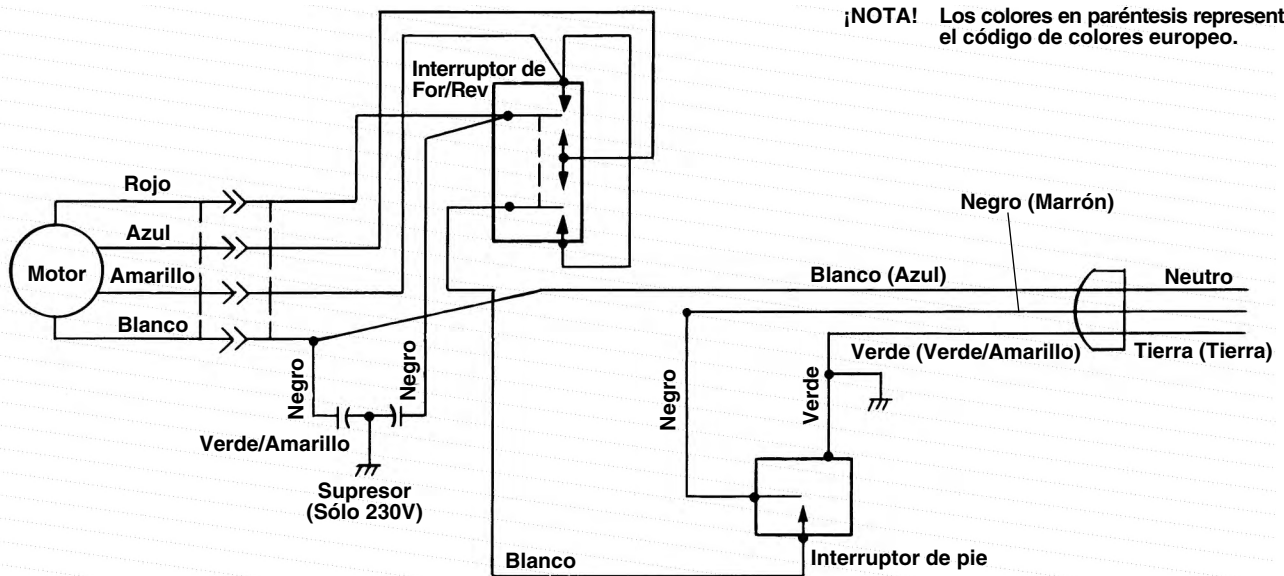 ¡NOTA! Los colores en paréntesis represent
el código de colores europeo.
Interruptor de
For/Rev
Rojo
Azul
Motor
Amarillo
Blanco
Negro (Marrón)
Blanco (Azul)
Neutro
Verde (Verde/Amarillo)
Tierra (Tierra)
Negro
Negro
Negro
Verde
Verde/Amarillo
Supresor
(Sólo 230V)
Blanco
Interruptor de pie